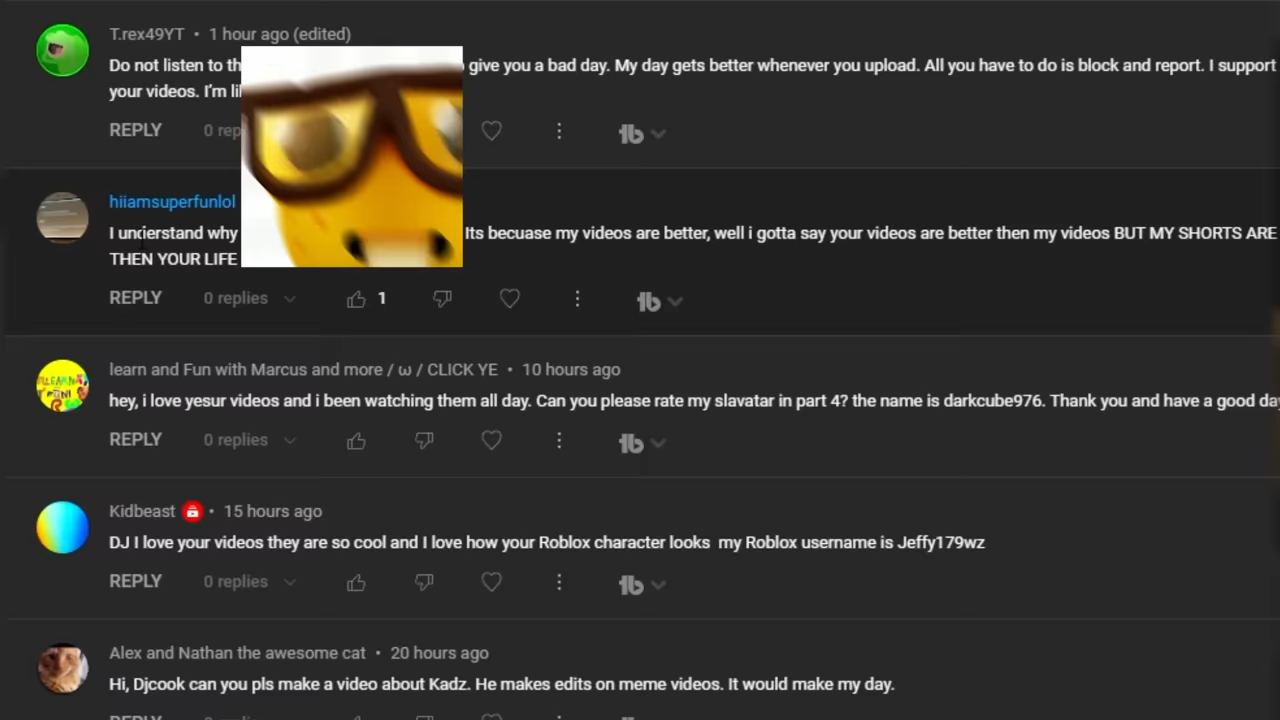 T.rex49YT • 1 hour ago (edited)
Do not listen to th give you a bad day. My day gets better whenever you upload. All you have to do is block and report. I support
your videos. I'm li
REPLY 0 rep
hiiamsuperfunlol
I understand why Its becuase my videos are better, well i gotta say your videos are better then my videos BUT MY SHORTS ARE
THEN YOUR LIFE
REPLY 0 replies 1
learn and Fun with Marcus and more / ω / CLICK YE • 10 hours ago
hey, i love yesur videos and i been watching them all day. Can you please rate my slavatar in part 4? the name is darkcube976. Thank you and have a good day
REPLY 0 replies
Kidbeast • 15 hours ago
DJ I love your videos they are so cool and I love how your Roblox character looks my Roblox username is Jeffy179wz
REPLY 0 replies
Alex and Nathan the awesome cat • 20 hours ago
Hi, Djcook can you pls make a video about Kadz. He makes edits on meme videos. It would make my day.
REPLY 0 replies